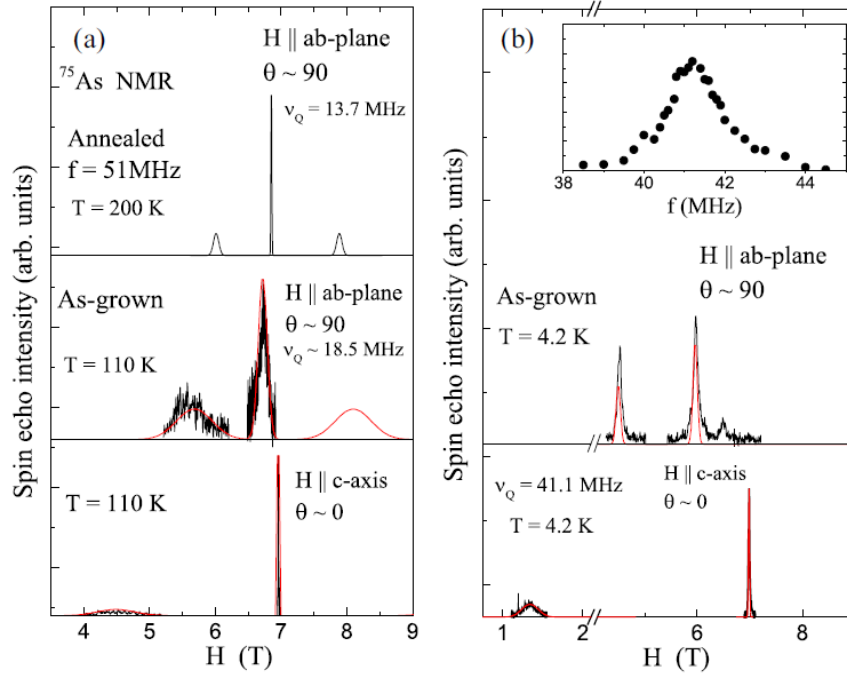 (a)
H || ab-plane
θ ~ 90
ν_Q = 13.7 MHz
⁷⁵As NMR
Annealed
f = 51MHz
T = 200 K
As-grown
T = 110 K
H || ab-plane
θ ~ 90
ν_Q ~ 18.5 MHz
T = 110 K
H || c-axis
θ ~ 0
Spin echo intensity (arb. units)
4 5 6 7 8 9
H (T)
(b)
38 40 42 44
f (MHz)
H || ab-plane
θ ~ 90
As-grown
T = 4.2 K
ν_Q = 41.1 MHz
T = 4.2 K
H || c-axis
θ ~ 0
Spin echo intensity (arb. units)
1 2 6 8
H (T)